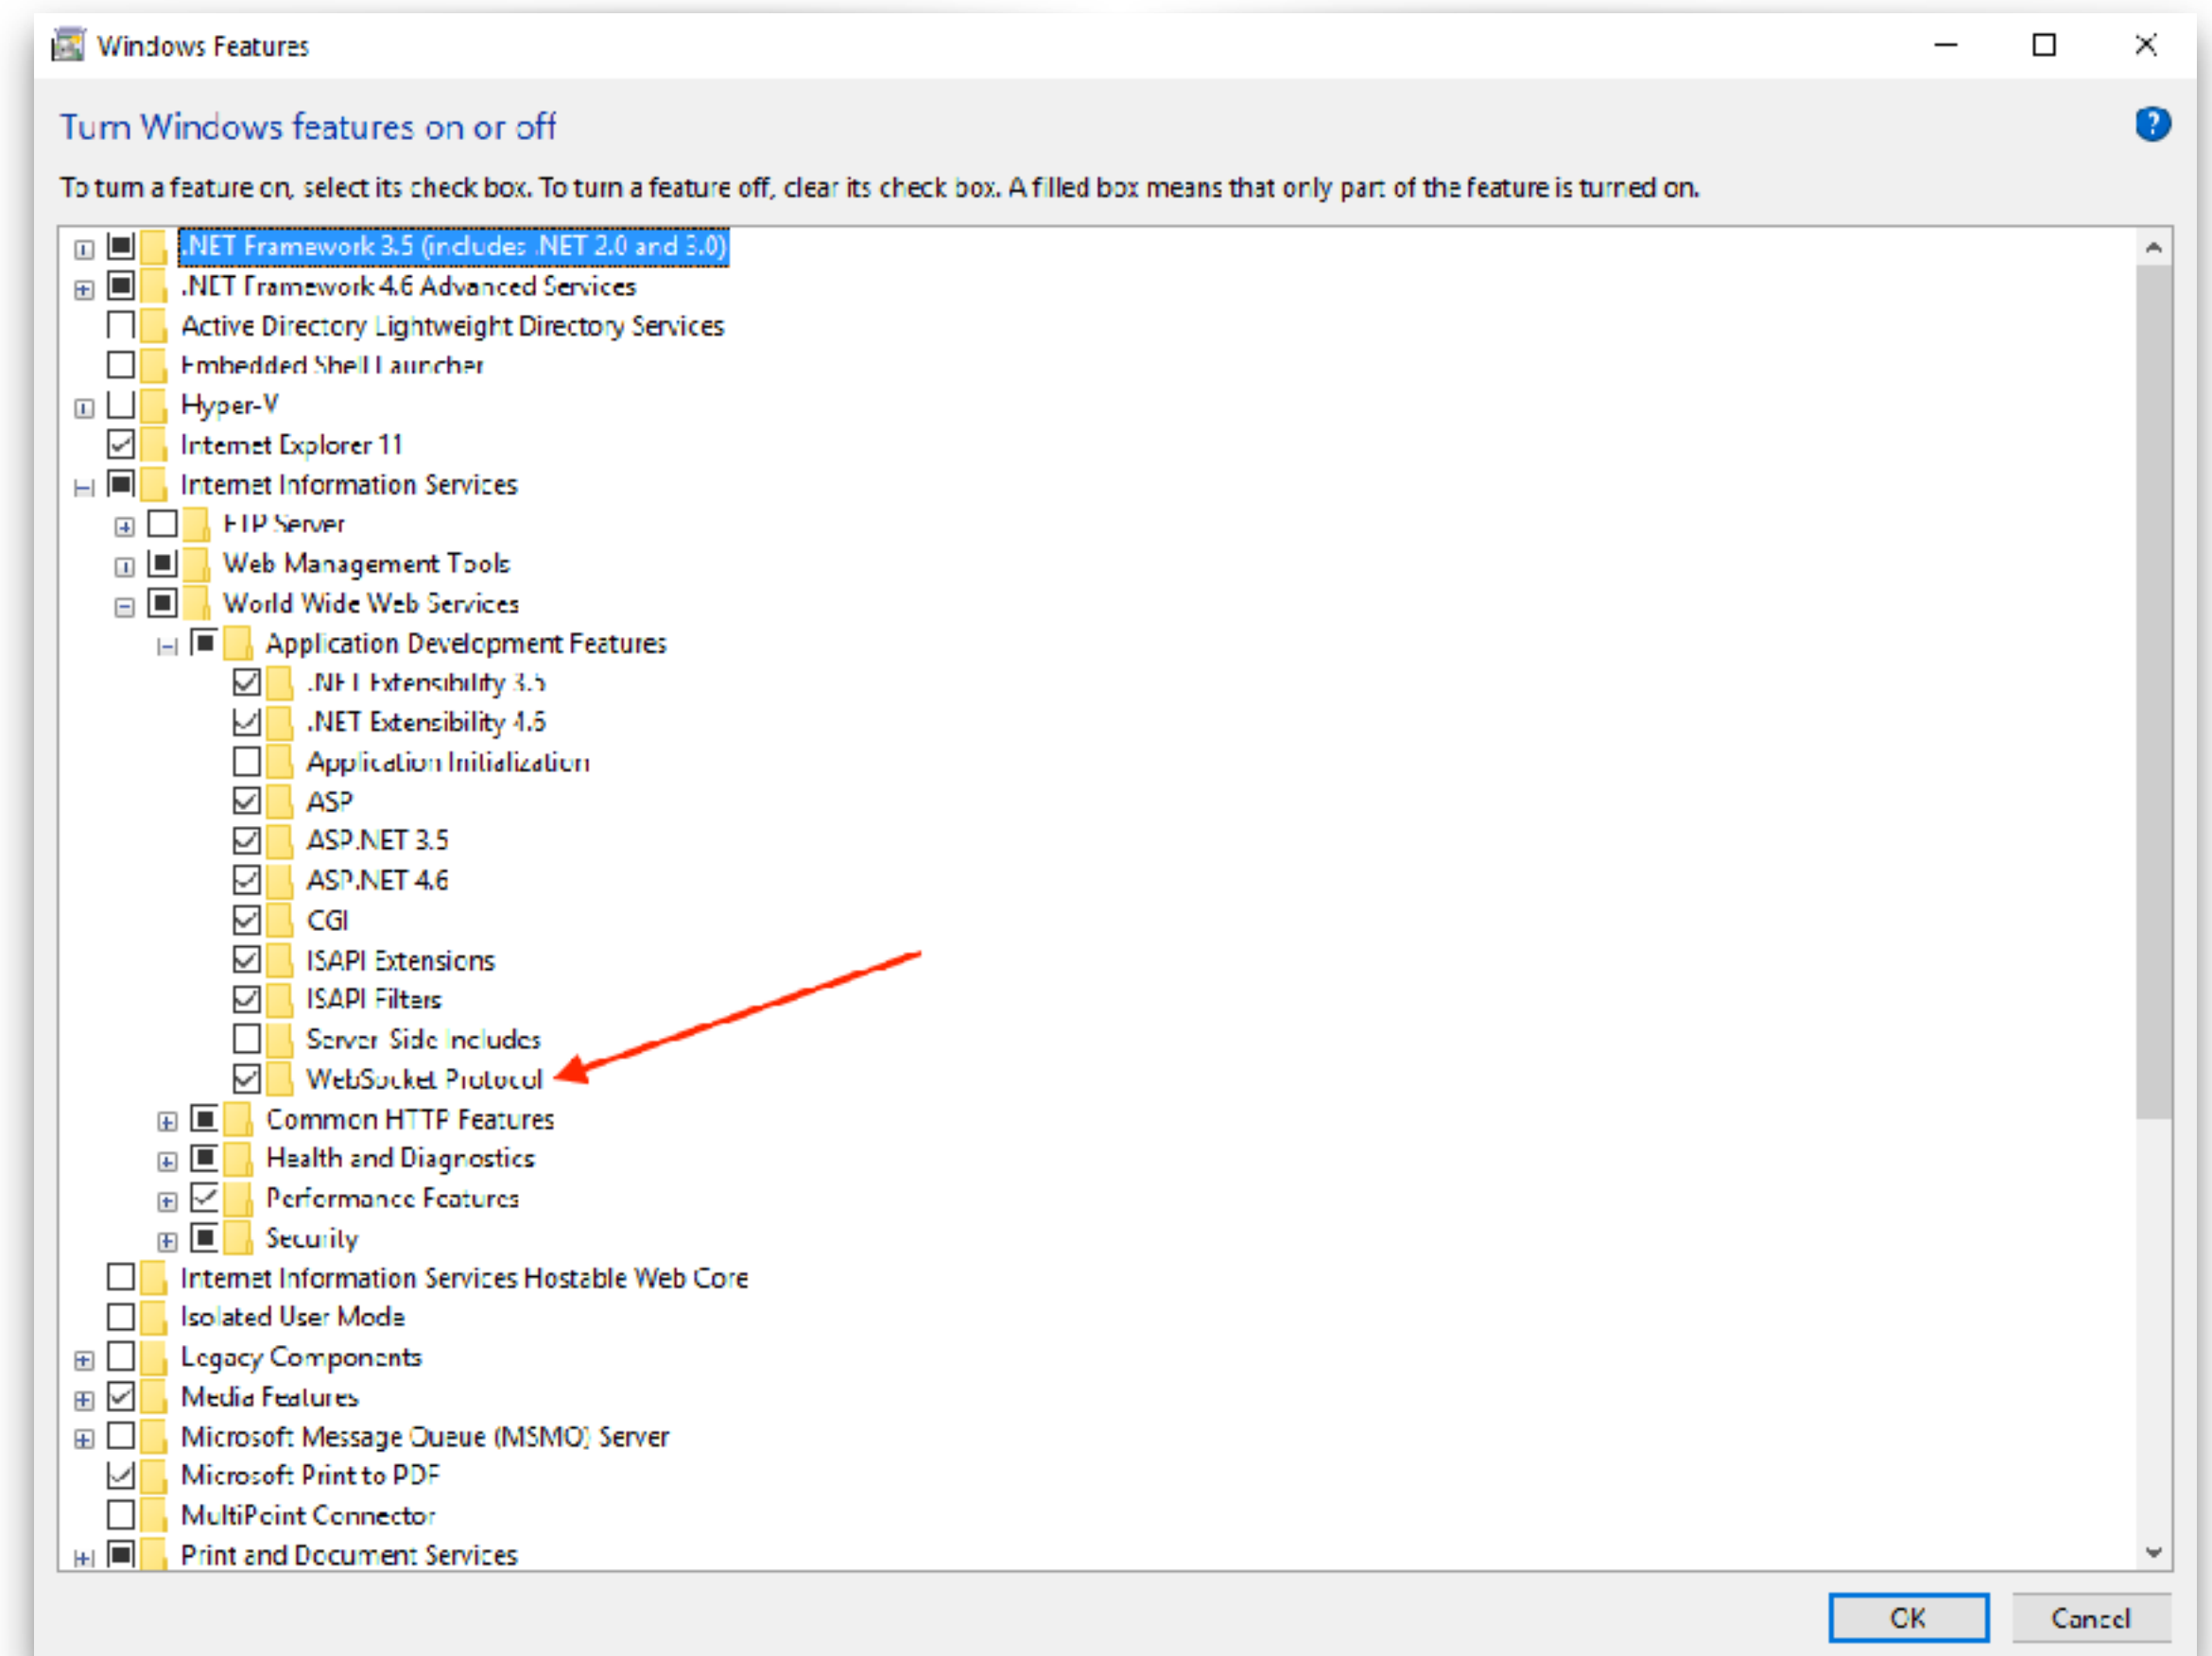 Windows Features
Turn Windows features on or off
?
To turn a feature on, select its check box. To turn a feature off, clear its check box. A filled box means that only part of the feature is turned on.
.NET Framework 3.5 (includes .NET 2.0 and 3.0)
.NET Framework 4.6 Advanced Services
Active Directory Lightweight Directory Services
Embedded Shell Launcher
Hyper-V
Internet Explorer 11
Internet Information Services
FTP Server
Web Management Tools
World Wide Web Services
Application Development Features
.NET Extensibility 3.5
.NET Extensibility 4.6
Application Initialization
ASP
ASP.NET 3.5
ASP.NET 4.6
CGI
ISAPI Extensions
ISAPI Filters
Server-Side Includes
WebSocket Protocol
Common HTTP Features
Health and Diagnostics
Performance Features
Security
Internet Information Services Hostable Web Core
Isolated User Mode
Legacy Components
Media Features
Microsoft Message Queue (MSMQ) Server
Microsoft Print to PDF
MultiPoint Connector
Print and Document Services
OK
Cancel